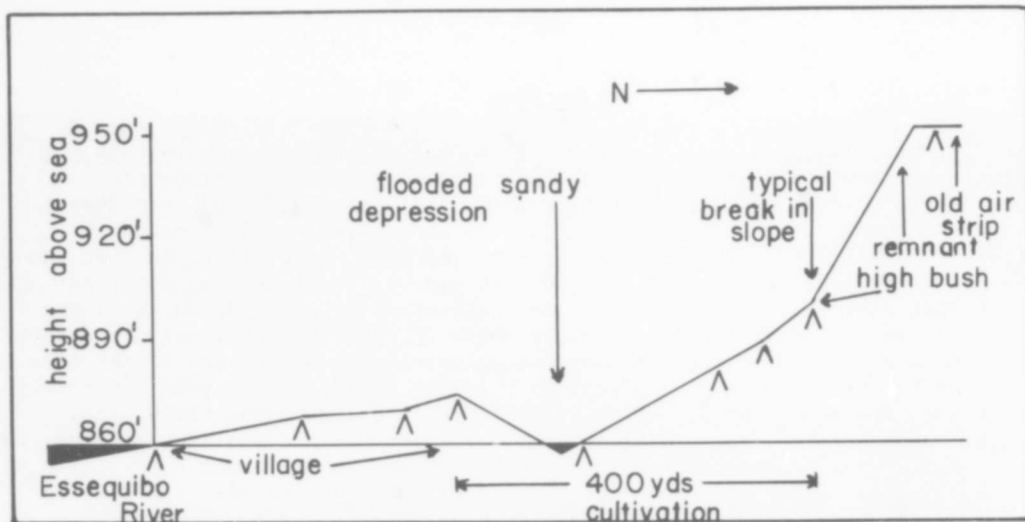 N
950'
920'
890'
860'
height above sea
flooded sandy
depression
typical
break in
slope
old air
strip
remnant
high bush
village
Essequibo
River
400 yds
cultivation